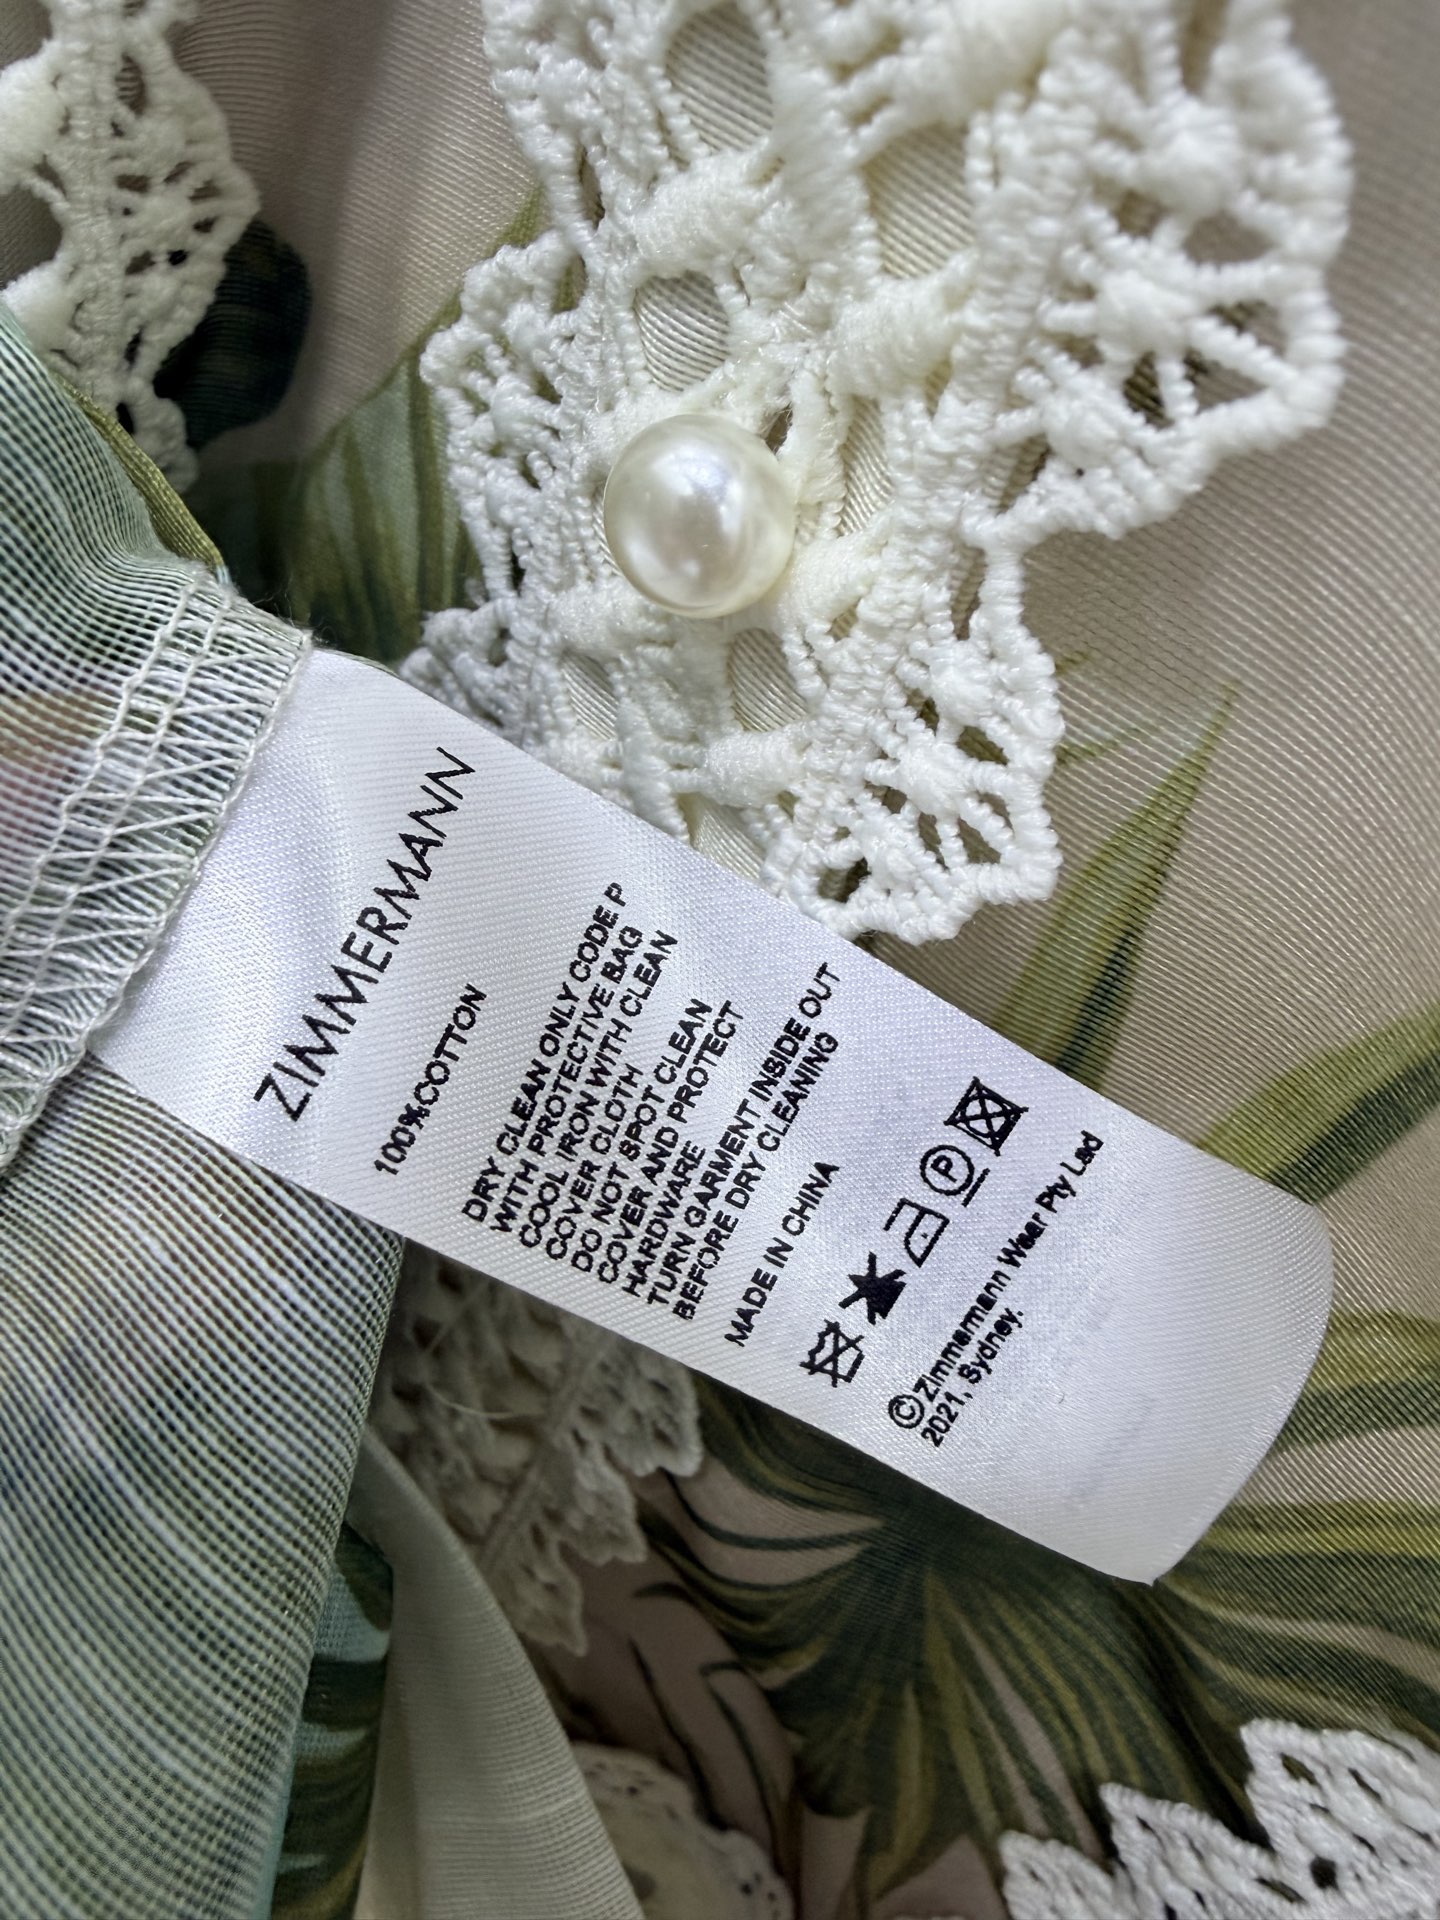 ZIMMERMANN
100%COTTON
DRY CLEAN ONLY CODE P
WITH PROTECTIVE BAG
COOL IRON WITH CLEAN
COVER CLOTH
DO NOT SPOT CLEAN
COVER AND PROTECT
HARDWARE
TURN GARMENT INSIDE OUT
BEFORE DRY CLEANING
MADE IN CHINA
P
©Zimmermann Wear Pty Lad
2021, Sydney.